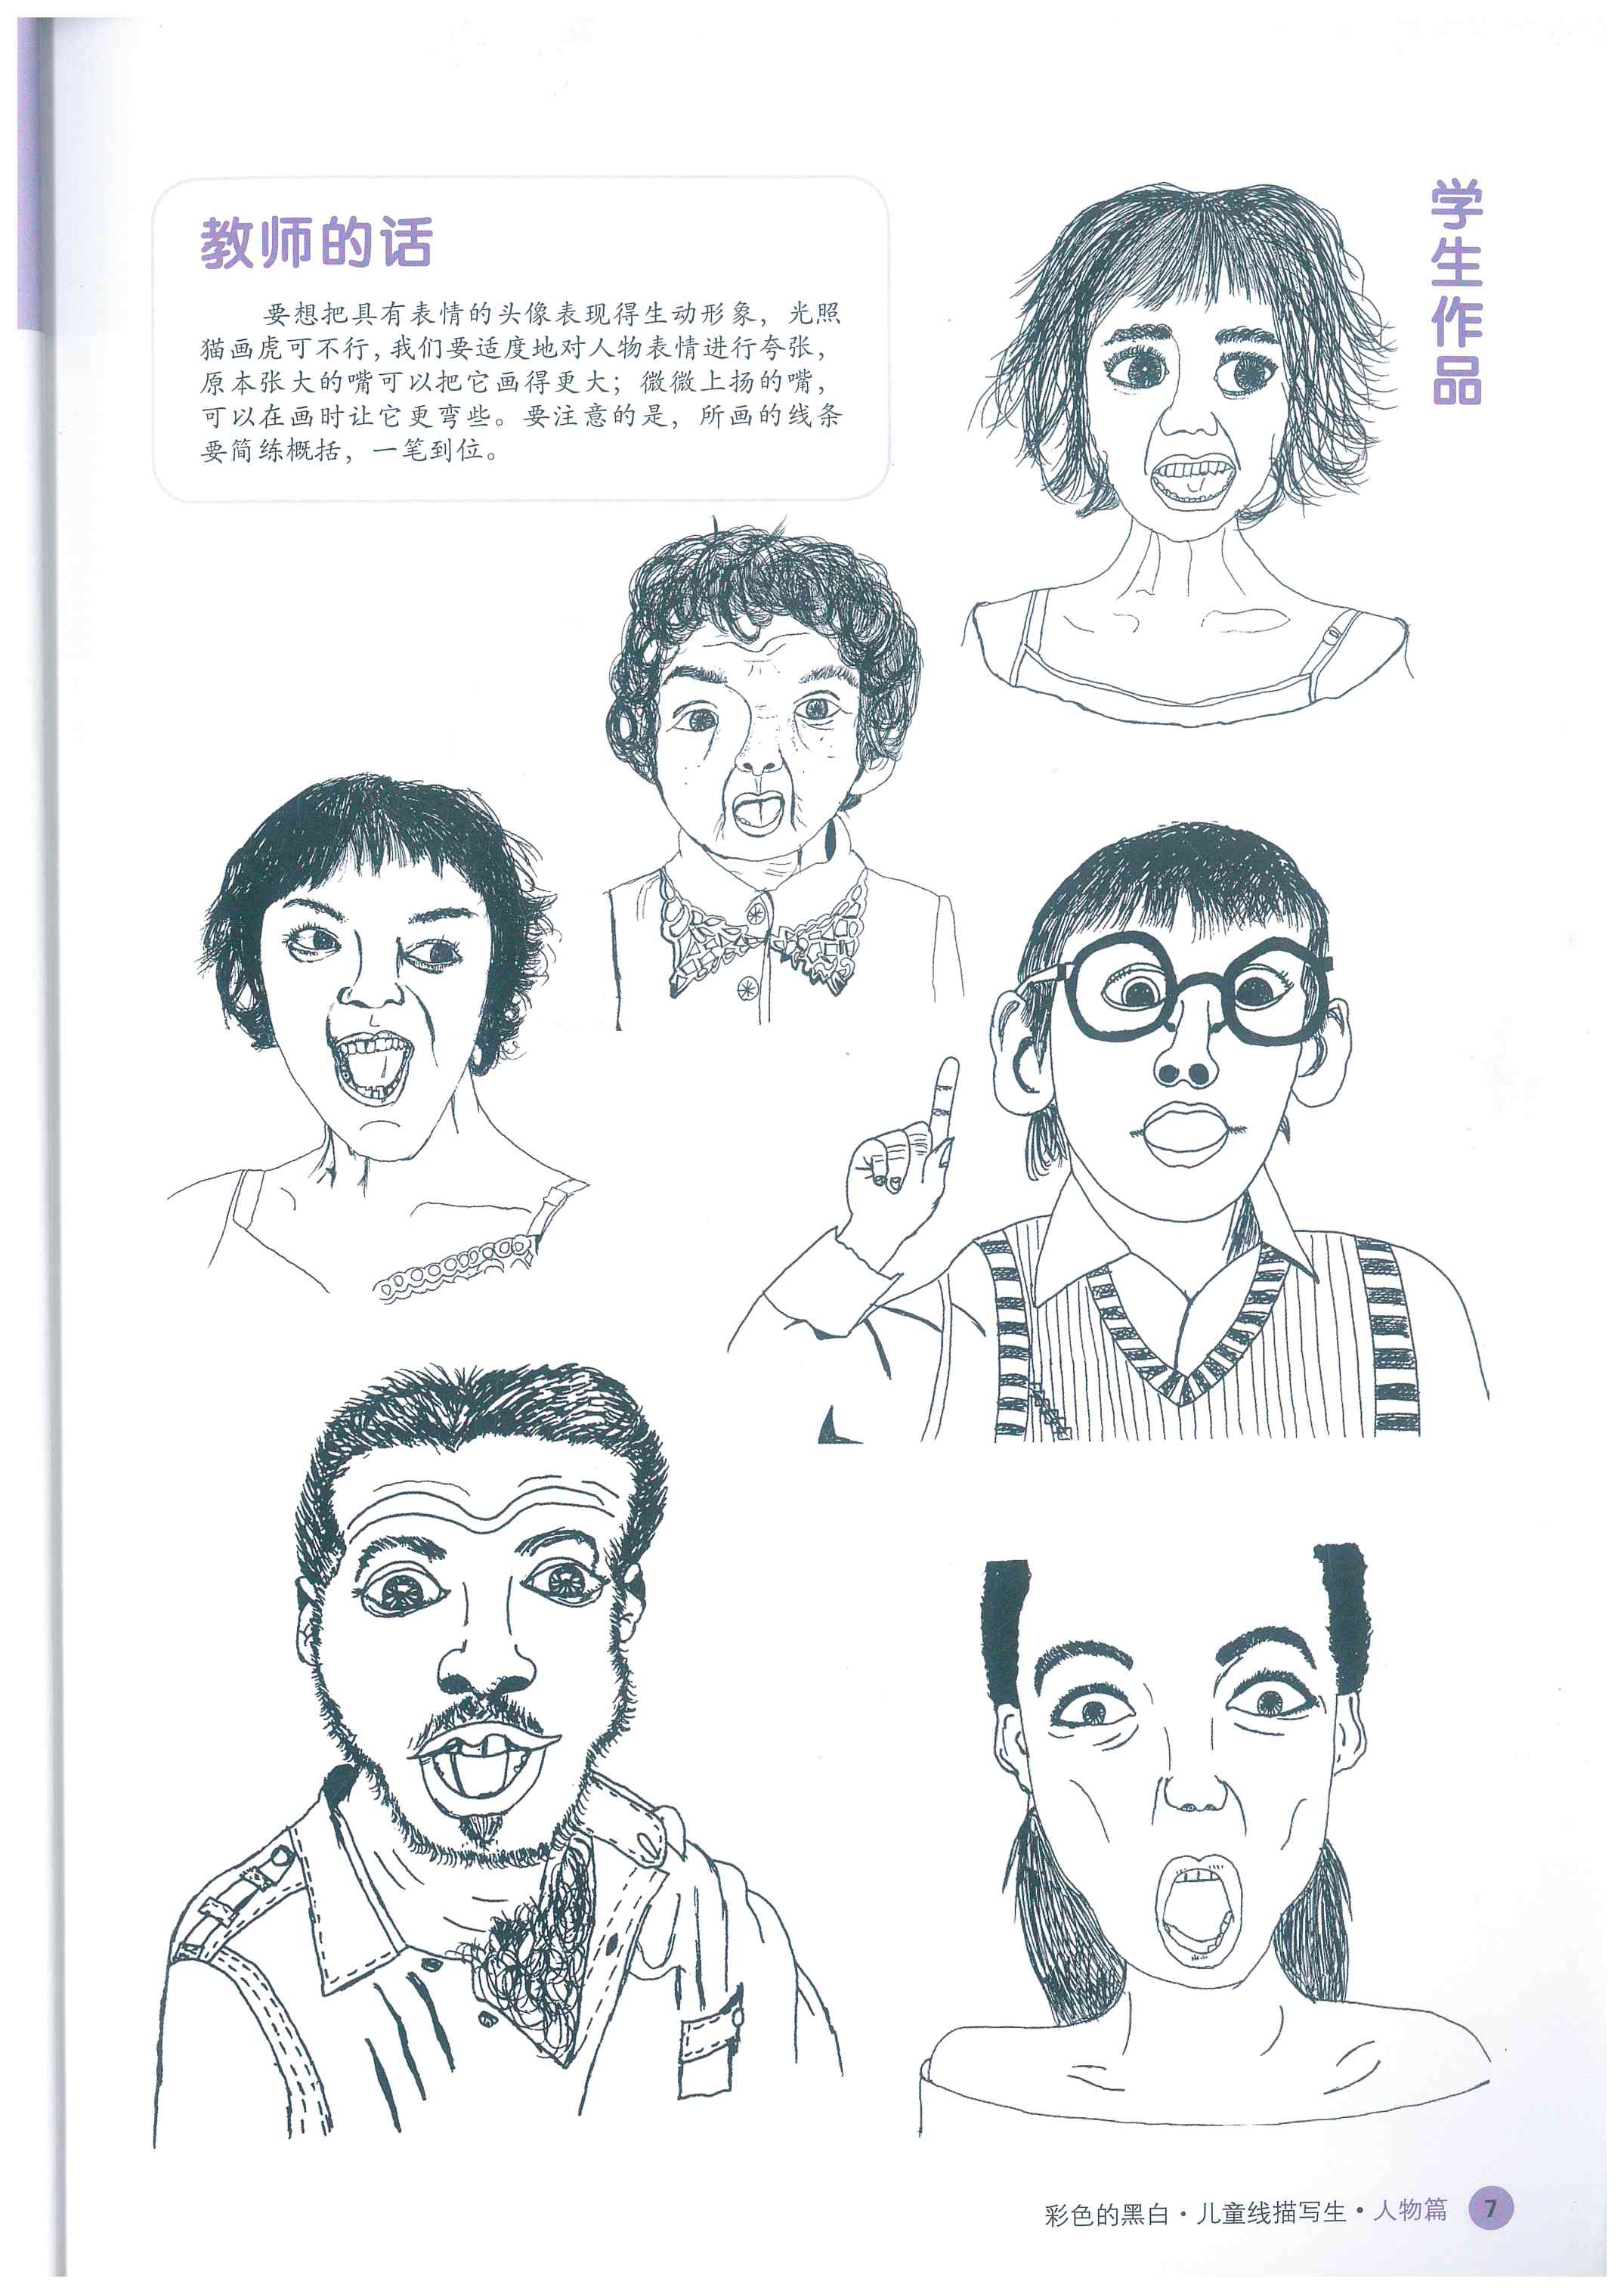 教师的话
要想把具有表情的头像表现得生动形象，光照
猫画虎可不行，我们要适度地对人物表情进行夸张，
原本张大的嘴可以把它画得更大；微微上扬的嘴，
可以在画时让它更弯些。要注意的是，所画的线条
要简练概括，一笔到位。
学生作品
彩色的黑白·儿童线描写生·人物篇 7